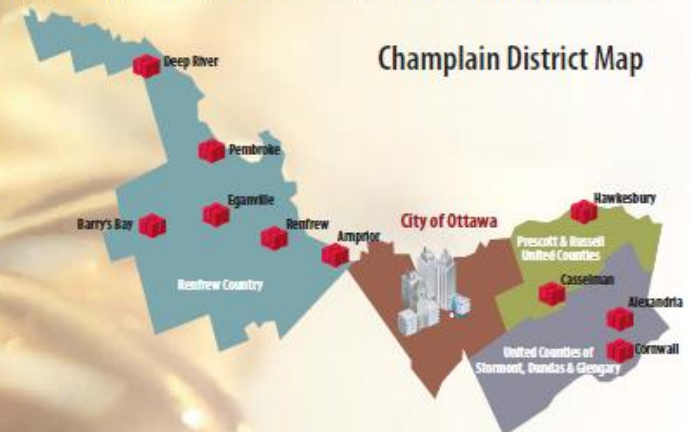 Champlain District Map
Deep River
Pembroke
Eganville
Barry's Bay
Renfrew
Arnprior
Renfrew Country
City of Ottawa
Hawkesbury
Prescott & Russell
United Counties
Casselman
Alexandria
Cornwall
United Counties of
Stormont, Dundas & Glengary